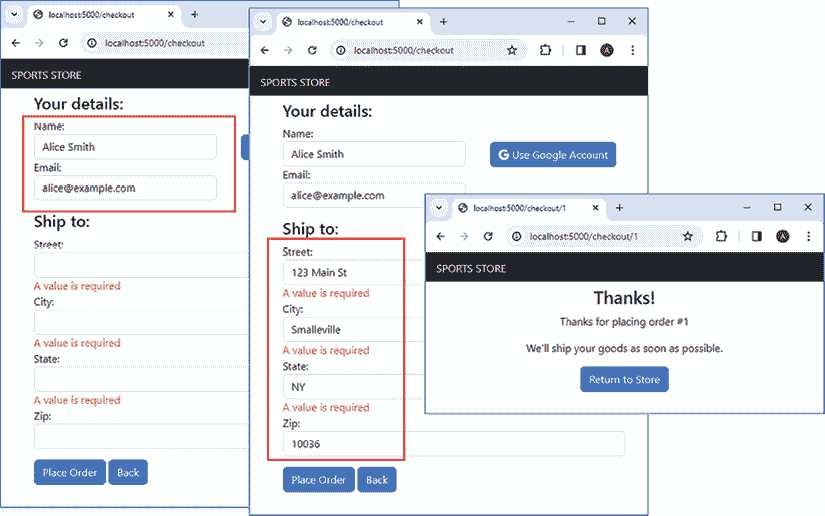 localhost:5000/checkout
localhost:5000/checkout
SPORTS STORE
Your details:
Name:
Alice Smith
Email:
alice@example.com
Ship to:
Street:
A value is required
City:
A value is required
State:
A value is required
Zip:
Place Order
Back
localhost:5000/checkout
localhost:5000/checkout
A
SPORTS STORE
Your details:
Name:
Alice Smith
G Use Google Account
Email:
alice@example.com
Ship to:
Street:
123 Main St
A value is required
City:
Smalleville
A value is required
State:
NY
A value is required
Zip:
10036
Place Order
Back
localhost:5000/checkout/1
localhost:5000/checkout/1
A
SPORTS STORE
Thanks!
Thanks for placing order #1
We'll ship your goods as soon as possible.
Return to Store